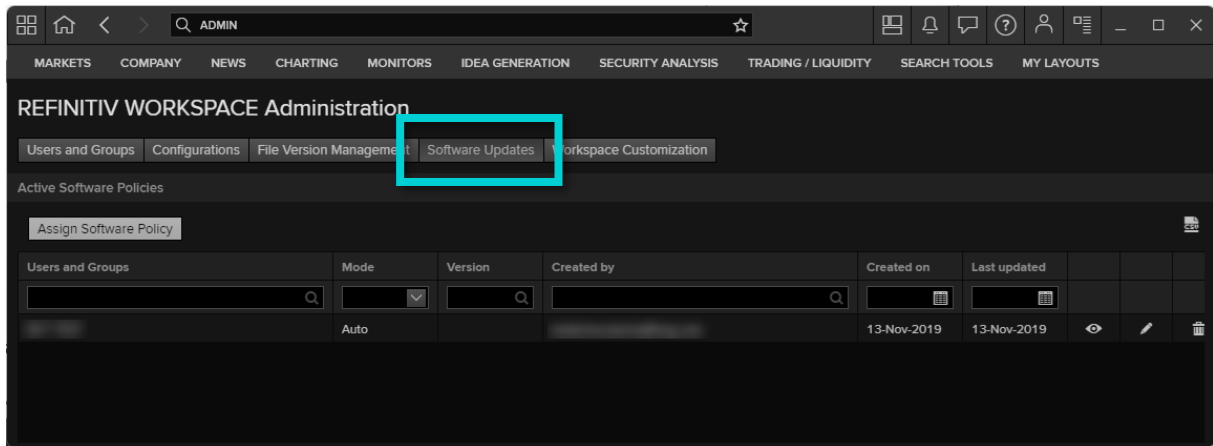 ADMIN
MARKETS COMPANY NEWS CHARTING MONITORS IDEA GENERATION SECURITY ANALYSIS TRADING / LIQUIDITY SEARCH TOOLS MY LAYOUTS
REFINITIV WORKSPACE Administration
Users and Groups Configurations File Version Management Software Updates Workspace Customization
Active Software Policies
Assign Software Policy CSV
Users and Groups Mode Version Created by Created on Last updated
Auto 13-Nov-2019 13-Nov-2019